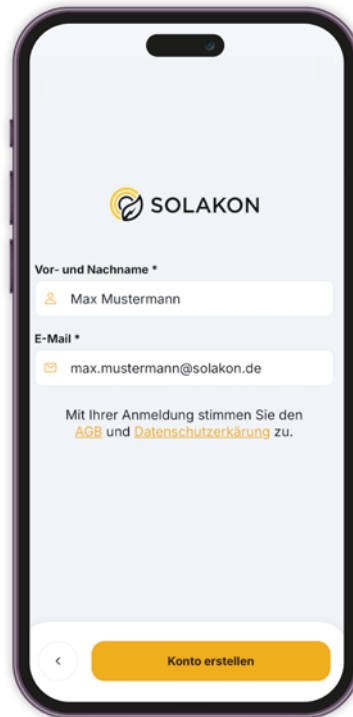 SOLAKON
Vor- und Nachname *
Max Mustermann
E-Mail *
max.mustermann@solakon.de
Mit Ihrer Anmeldung stimmen Sie den
AGB und Datenschutzerkärung zu.
Konto erstellen